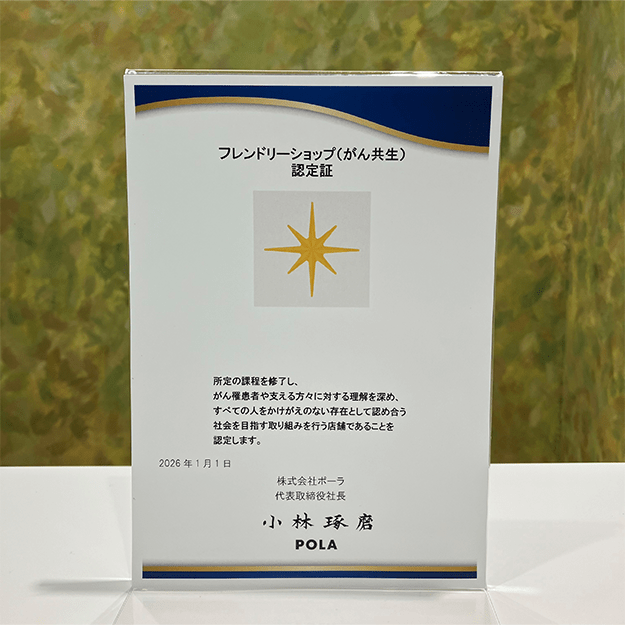 フレンドリーショップ(がん共生)
認定証
所定の課程を修了し、
がん罹患者や支える方々に対する理解を深め、
すべての人をかけがえのない存在として認め合う
社会を目指す取り組みを行う店舗であることを
認定します。
2026年1月1日
株式会社ポーラ
代表取締役社長
小林琢磨
POLA